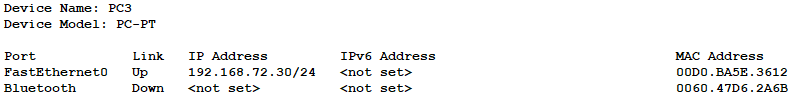 Device Name: PC3
Device Model: PC-PT
Port Link IP Address IPv6 Address MAC Address
FastEthernet0 Up 192.168.72.30/24 <not set> 00D0.BA5E.3612
Bluetooth Down <not set> <not set> 0060.47D6.2A6B